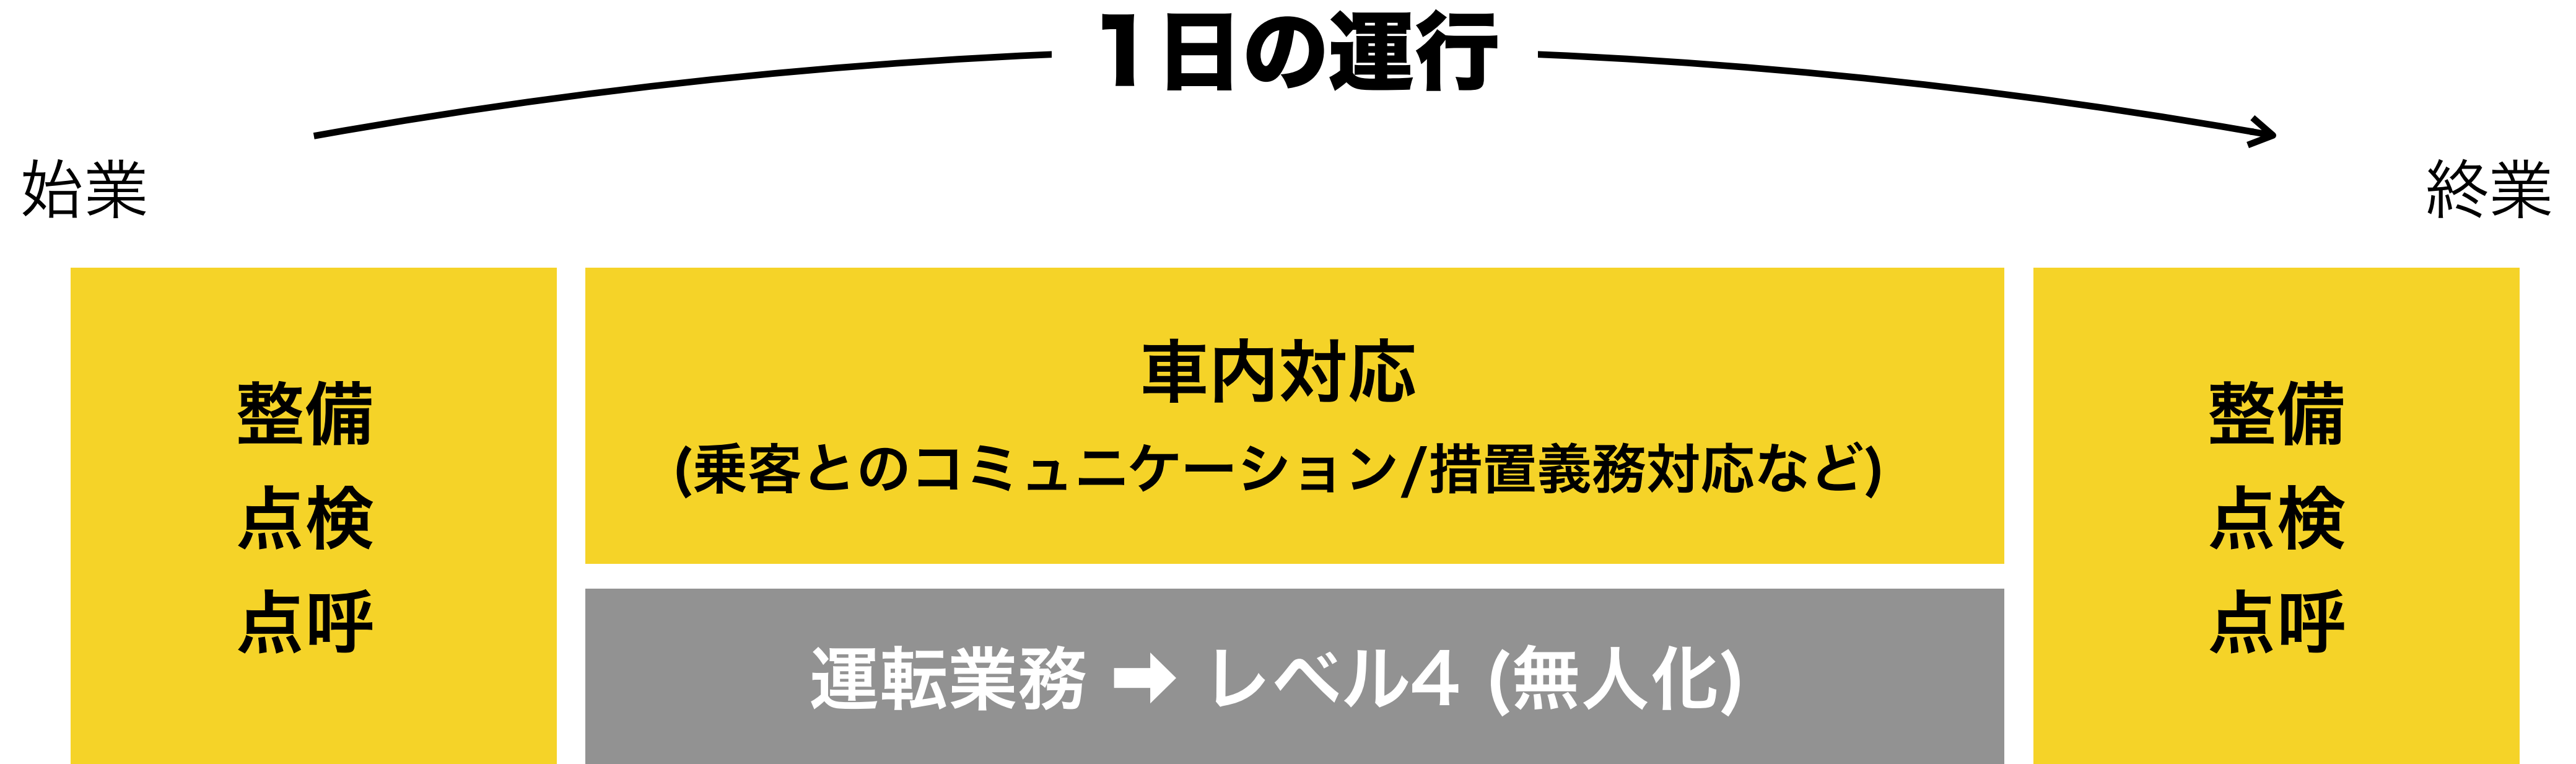 1日の運行
始業
終業
整備
点検
点呼
車内対応
(乗客とのコミュニケーション/措置義務対応など)
運転業務 ➡ レベル4 (無人化)
整備
点検
点呼